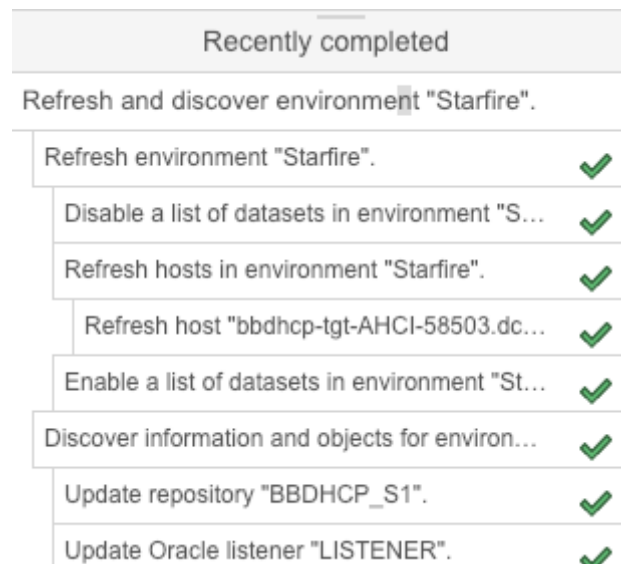 Recently completed
Refresh and discover environment "Starfire".
Refresh environment "Starfire".
Disable a list of datasets in environment "S...
Refresh hosts in environment "Starfire".
Refresh host "bbdhcp-tgt-AHCI-58503.dc...
Enable a list of datasets in environment "St...
Discover information and objects for environ...
Update repository "BBDHCP_S1".
Update Oracle listener "LISTENER".